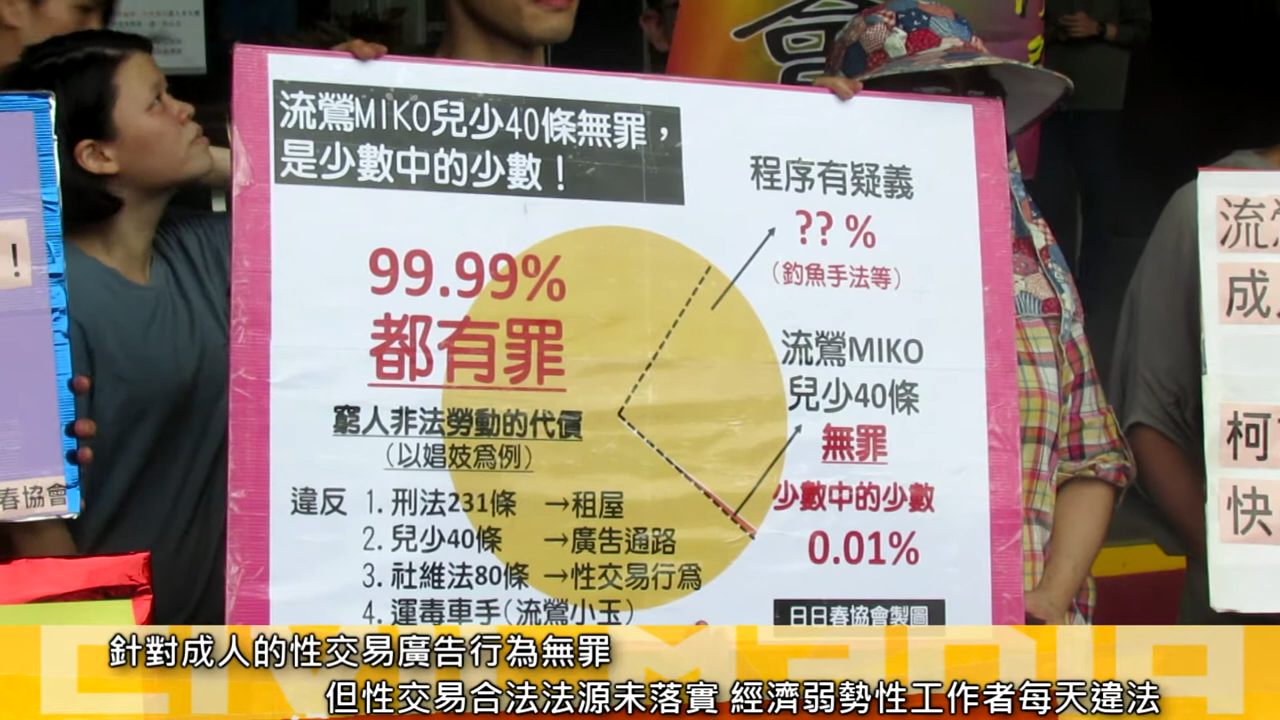 流鶯MIKO兒少40條無罪，
是少數中的少數！
程序有疑義
??%
(釣魚手法等)
99.99%
都有罪
流鶯MIKO
兒少40條
無罪
少數中的少數
0.01%
窮人非法勞動的代價
(以娼妓為例)
違反 1.刑法231條 →租屋
2.兒少40條 →廣告通路
3.社維法80條 →性交易行為
4.運毒車手(流鶯小玉)
日日春協會製圖
！
春協會
會
流
成
柯
快
針對成人的性交易廣告行為無罪
但性交易合法法源未落實 經濟弱勢性工作者每天違法